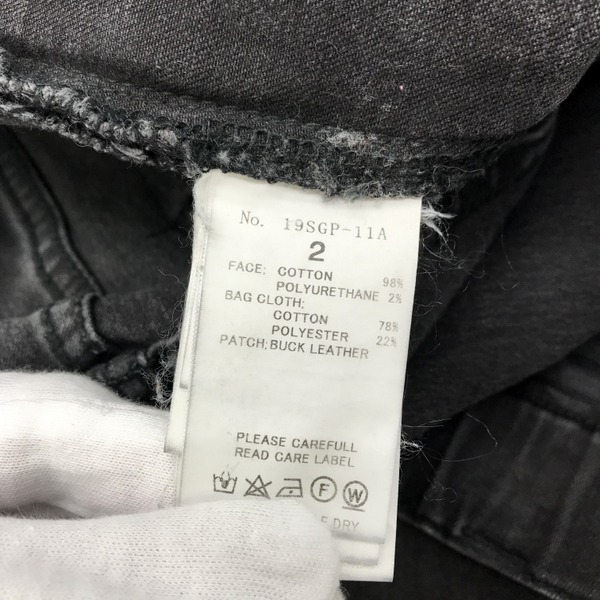 No. 19SGP-11A
2
FACE; COTTON 98%
POLYURETHANE 2%
BAG CLOTH;
COTTON 78%
POLYESTER 22%
PATCH;BUCK LEATHER
PLEASE CAREFULL
READ CARE LABEL
F W
DRY